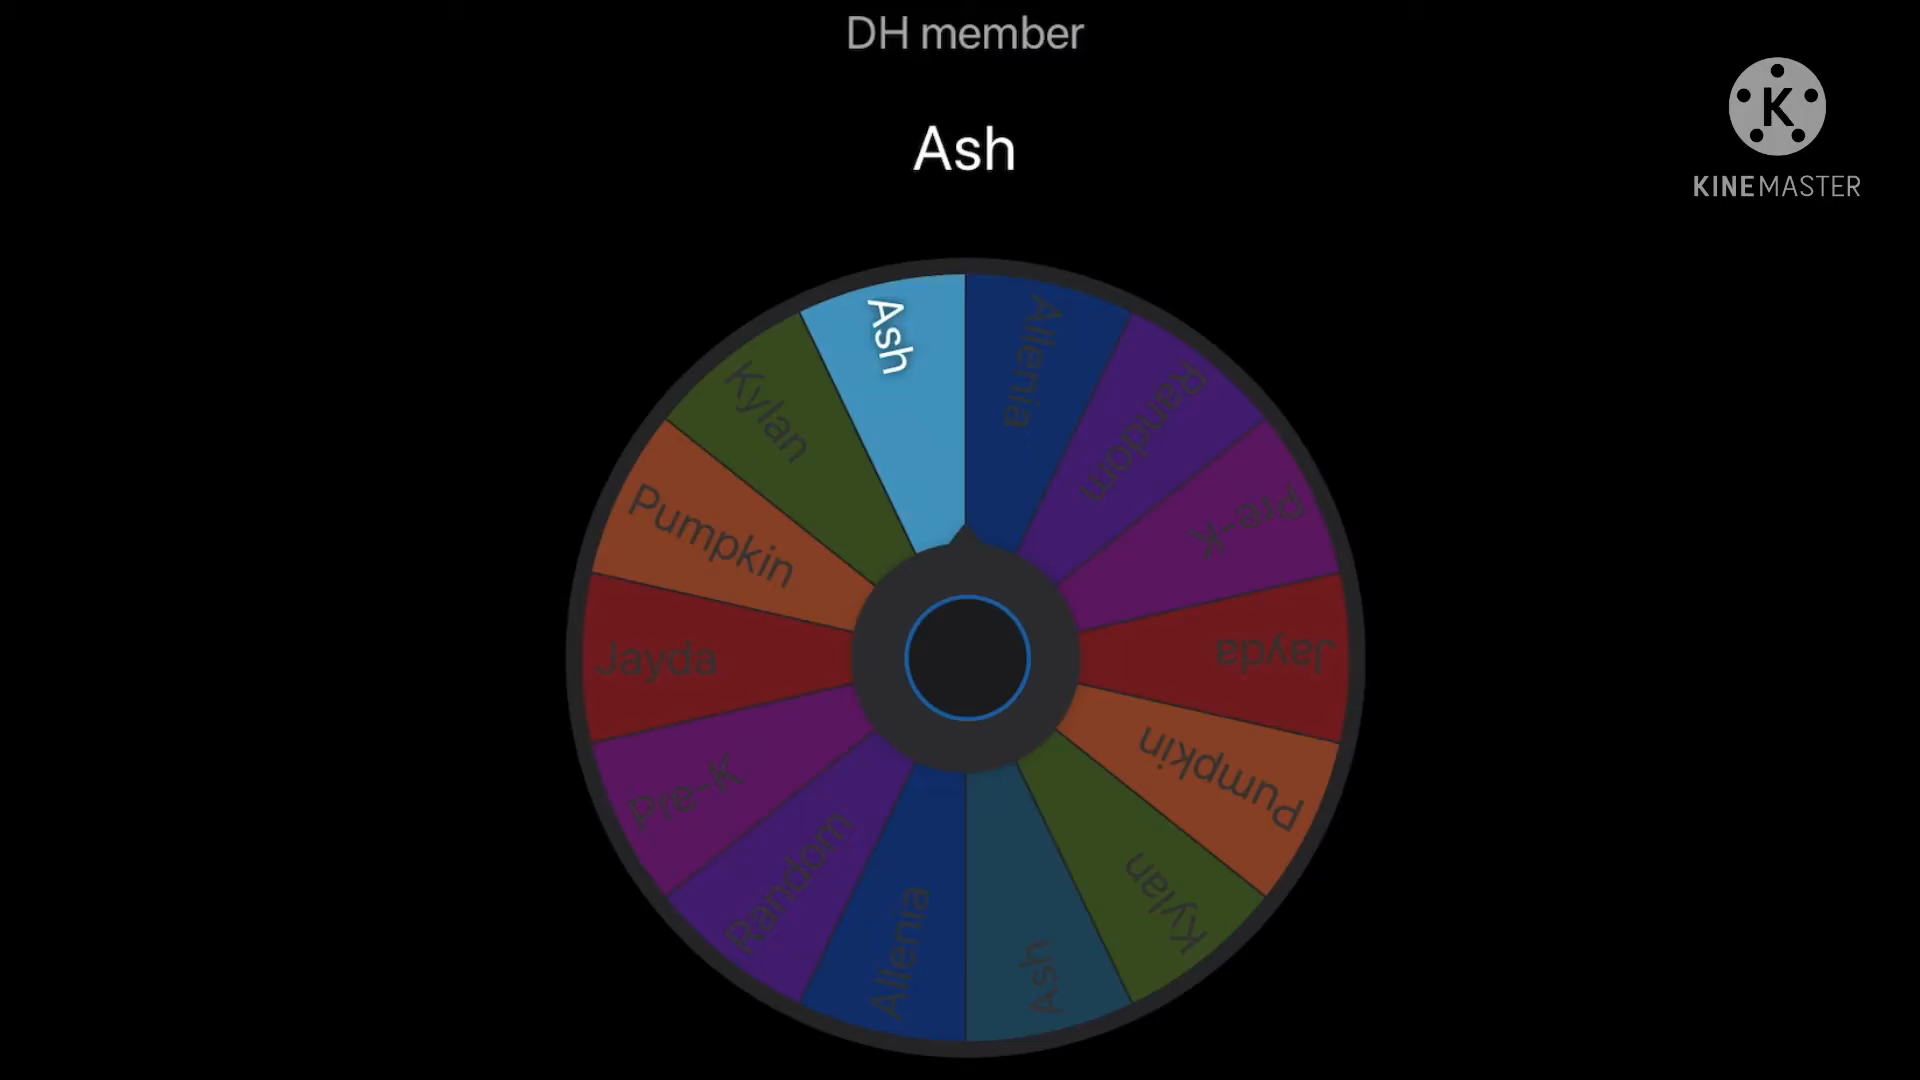 DH member
K
KINEMASTER
Ash
Ash
Allenia
Random
Pre-K
Jayda
Pumpkin
Kylan
Ash
Allenia
Random
Pre-K
Jayda
Pumpkin
Kylan